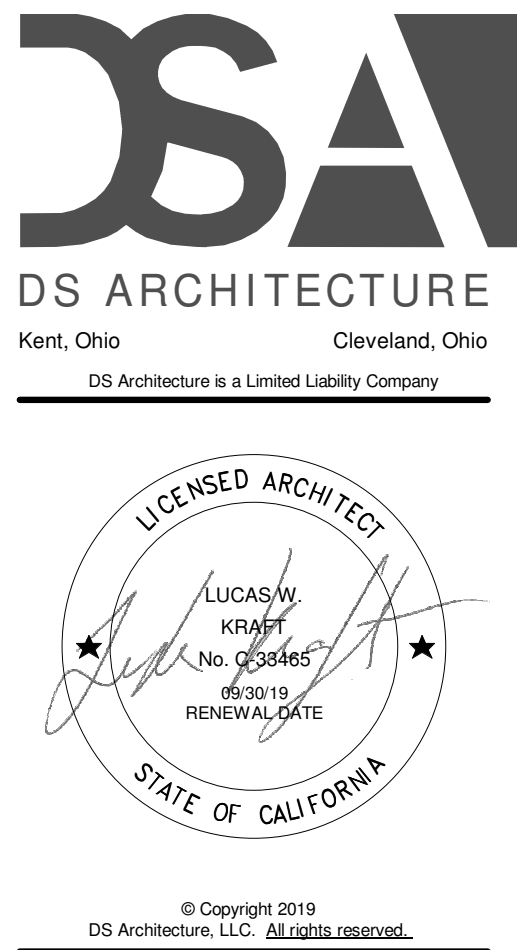 DSA
DS ARCHITECTURE
Kent, Ohio Cleveland, Ohio
DS Architecture is a Limited Liability Company
LICENSED ARCHITECT
LUCAS W.
KRAFT
No. C-33465
09/30/19
RENEWAL DATE
STATE OF CALIFORNIA
© Copyright 2019
DS Architecture, LLC. All rights reserved.